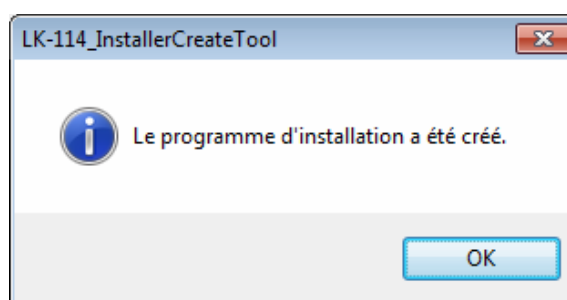 LK-114_InstallerCreateTool
Le programme d'installation a été créé.
OK